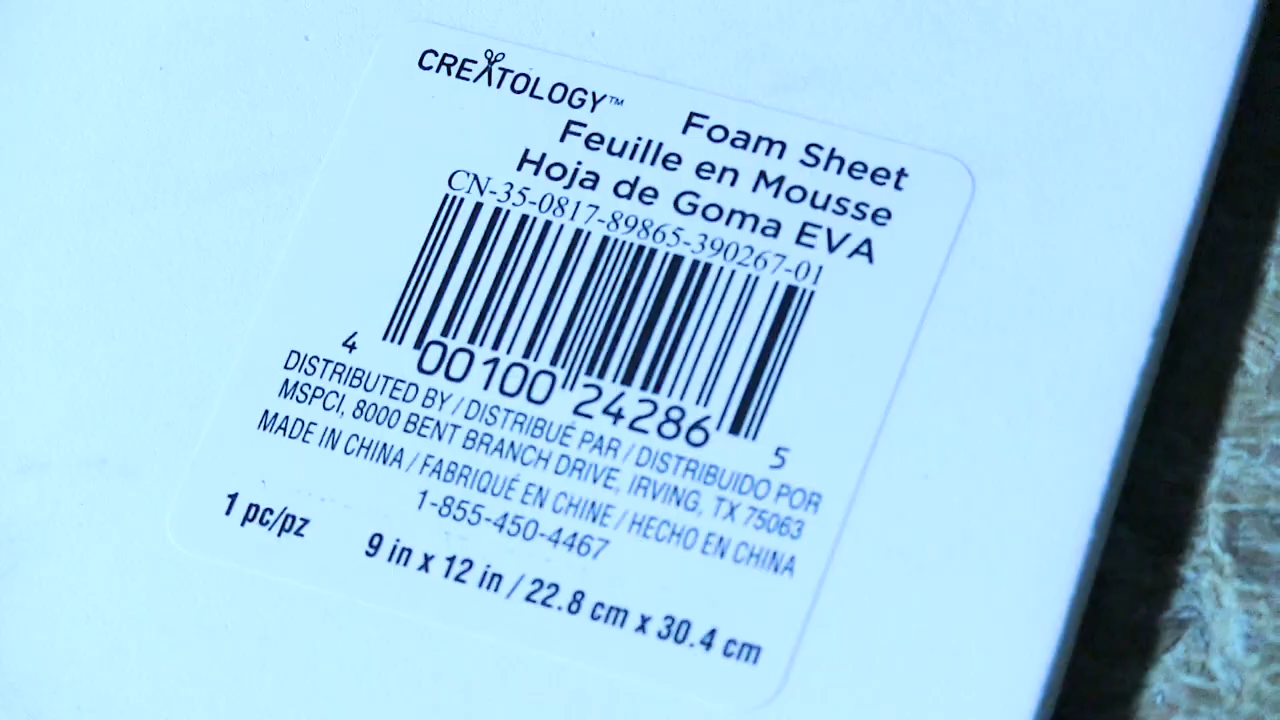 CREATOLOGY™
Foam Sheet
Feuille en Mousse
Hoja de Goma EVA
CN-35-0817-89865-390267-01
4 00100 24286 5
DISTRIBUTED BY / DISTRIBUÉ PAR / DISTRIBUIDO POR
MSPCI, 8000 BENT BRANCH DRIVE, IRVING, TX 75063
MADE IN CHINA / FABRIQUÉ EN CHINE / HECHO EN CHINA
1-855-450-4467
1 pc/pz
9 in x 12 in / 22.8 cm x 30.4 cm